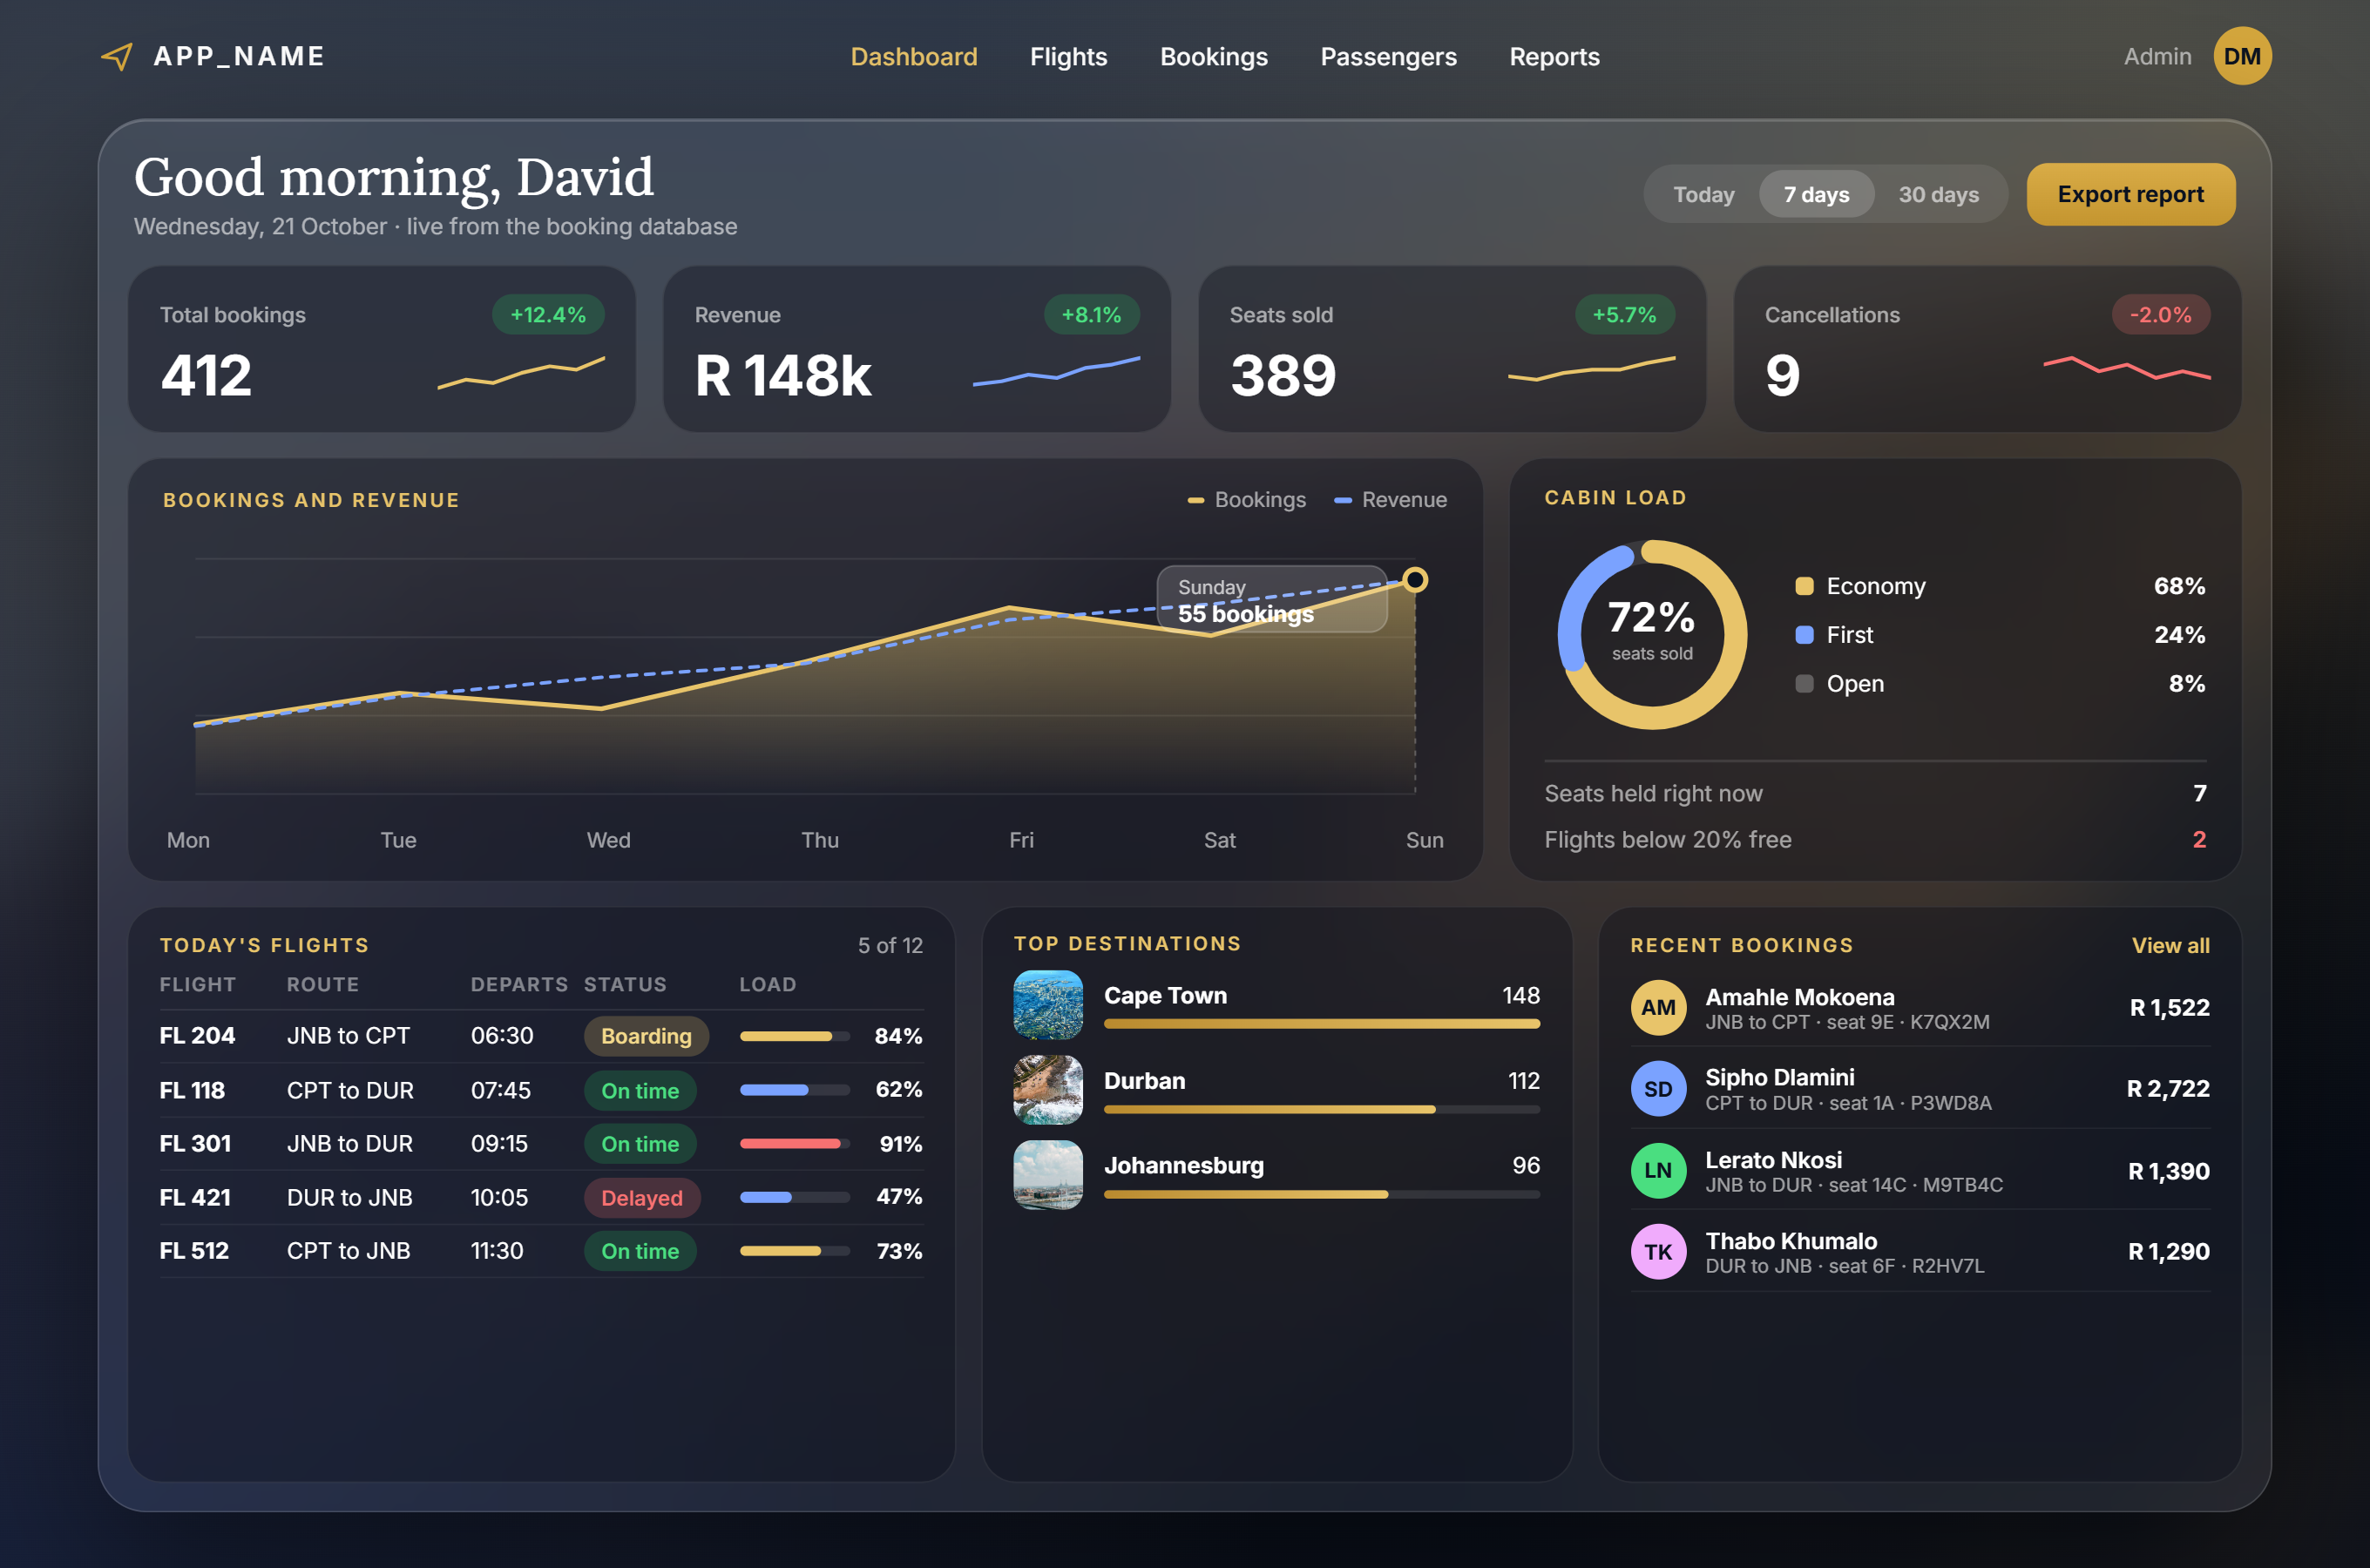 APP_NAME
Dashboard Flights Bookings Passengers Reports
Admin DM
Good morning, David
Wednesday, 21 October · live from the booking database
Today 7 days 30 days Export report
Total bookings +12.4%
412
Revenue +8.1%
R 148k
Seats sold +5.7%
389
Cancellations -2.0%
9
BOOKINGS AND REVENUE
Bookings Revenue
Sunday
55 bookings
Mon Tue Wed Thu Fri Sat Sun
CABIN LOAD
72%
seats sold
Economy 68%
First 24%
Open 8%
Seats held right now 7
Flights below 20% free 2
TODAY'S FLIGHTS 5 of 12
FLIGHT ROUTE DEPARTS STATUS LOAD
FL 204 JNB to CPT 06:30 Boarding 84%
FL 118 CPT to DUR 07:45 On time 62%
FL 301 JNB to DUR 09:15 On time 91%
FL 421 DUR to JNB 10:05 Delayed 47%
FL 512 CPT to JNB 11:30 On time 73%
TOP DESTINATIONS
Cape Town 148
Durban 112
Johannesburg 96
RECENT BOOKINGS View all
AM Amahle Mokoena R 1,522
JNB to CPT · seat 9E · K7QX2M
SD Sipho Dlamini R 2,722
CPT to DUR · seat 1A · P3WD8A
LN Lerato Nkosi R 1,390
JNB to DUR · seat 14C · M9TB4C
TK Thabo Khumalo R 1,290
DUR to JNB · seat 6F · R2HV7L